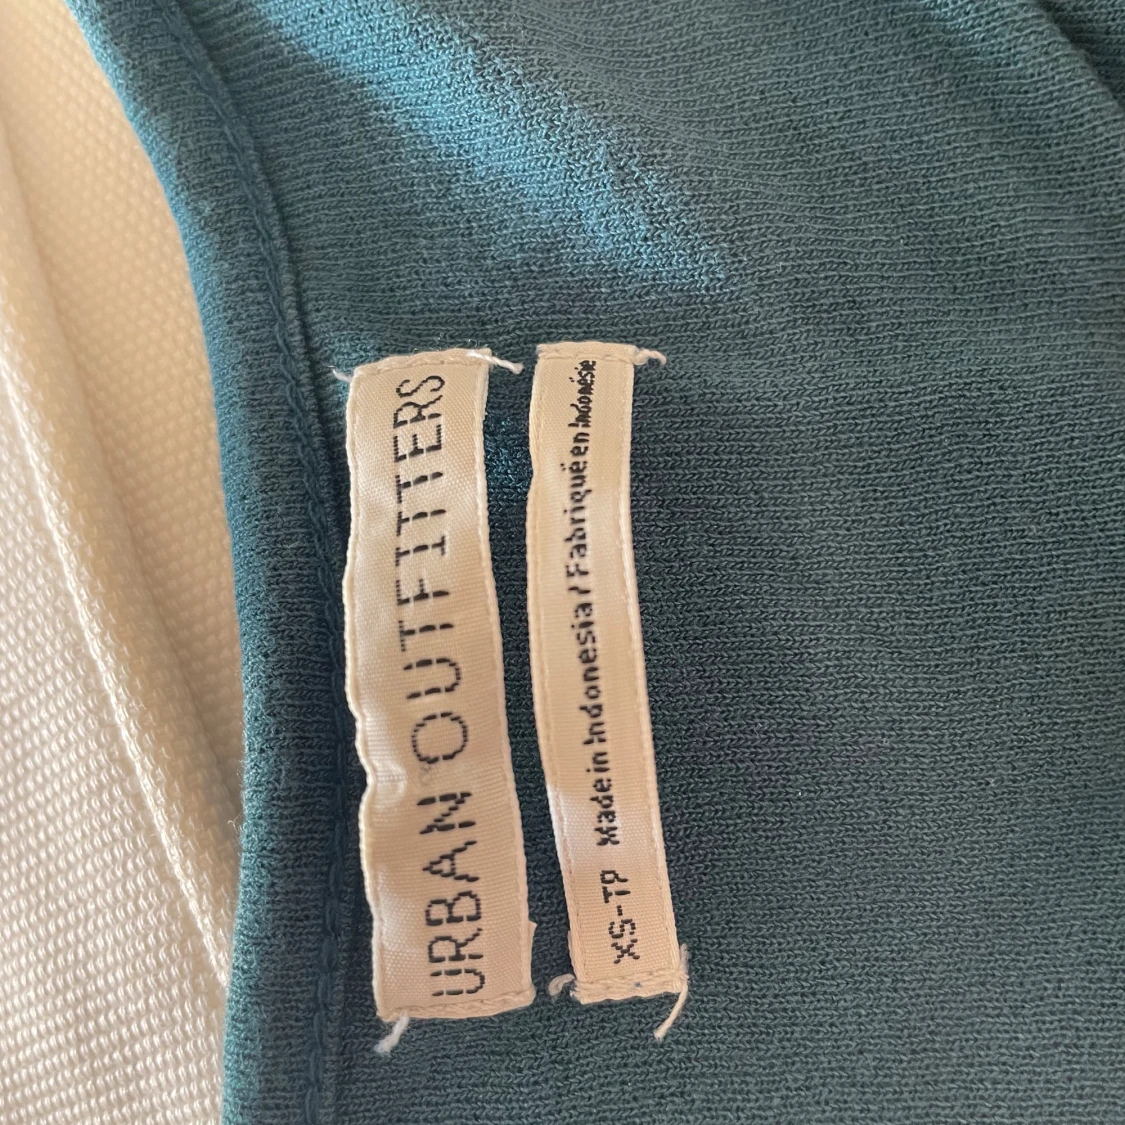 URBAN OUTFITTERS
XS-TP Made in Indonesia / Fabriqué en Indonésie